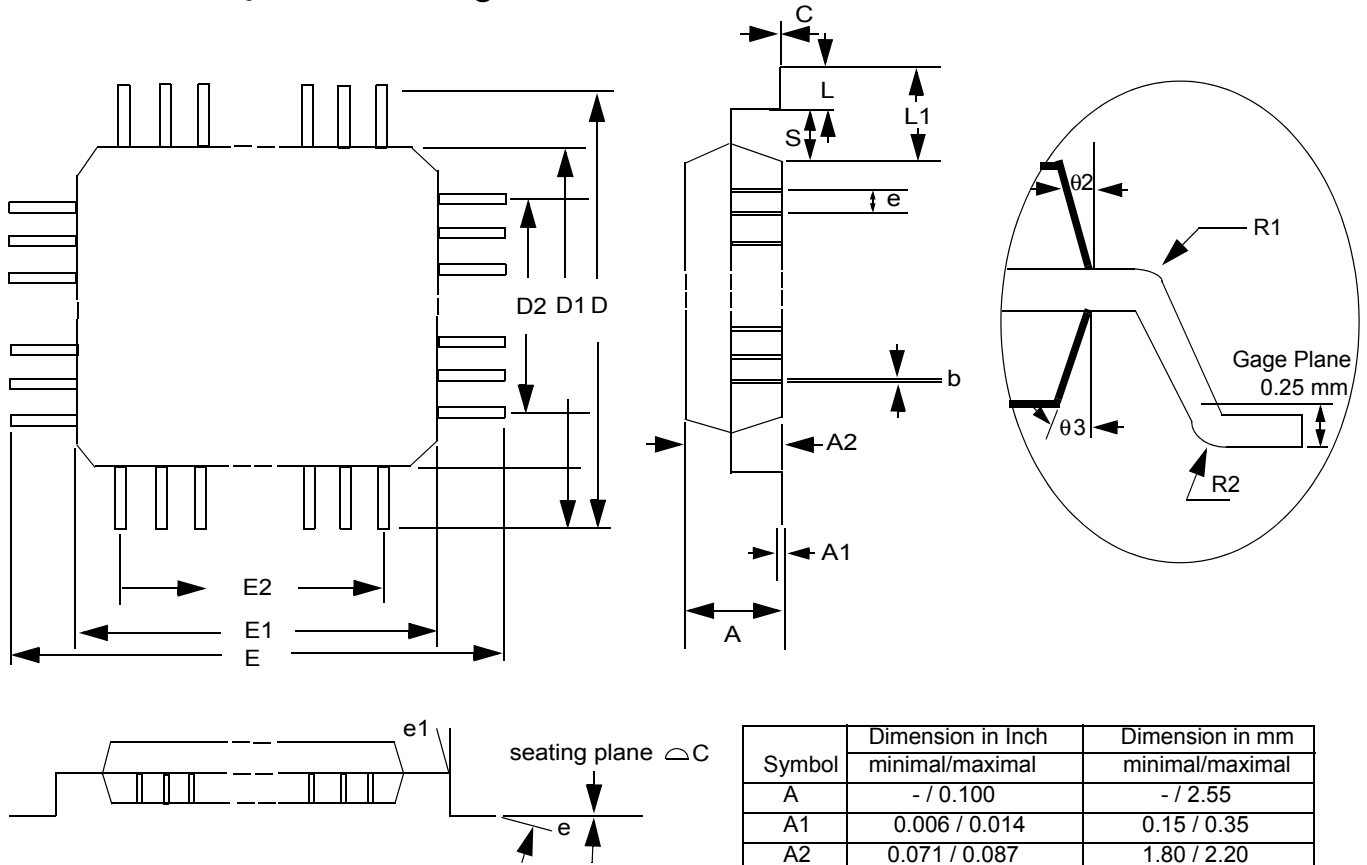 C
L
L1
S
e
D2 D1 D
b
A2
A1
A
E2
E1
E
θ2
R1
Gage Plane
0.25 mm
θ3
R2
e1
seating plane ⌓C
e
Symbol
Dimension in Inch
Dimension in mm
minimal/maximal
minimal/maximal
A
- / 0.100
- / 2.55
A1
0.006 / 0.014
0.15 / 0.35
A2
0.071 / 0.087
1.80 / 2.20